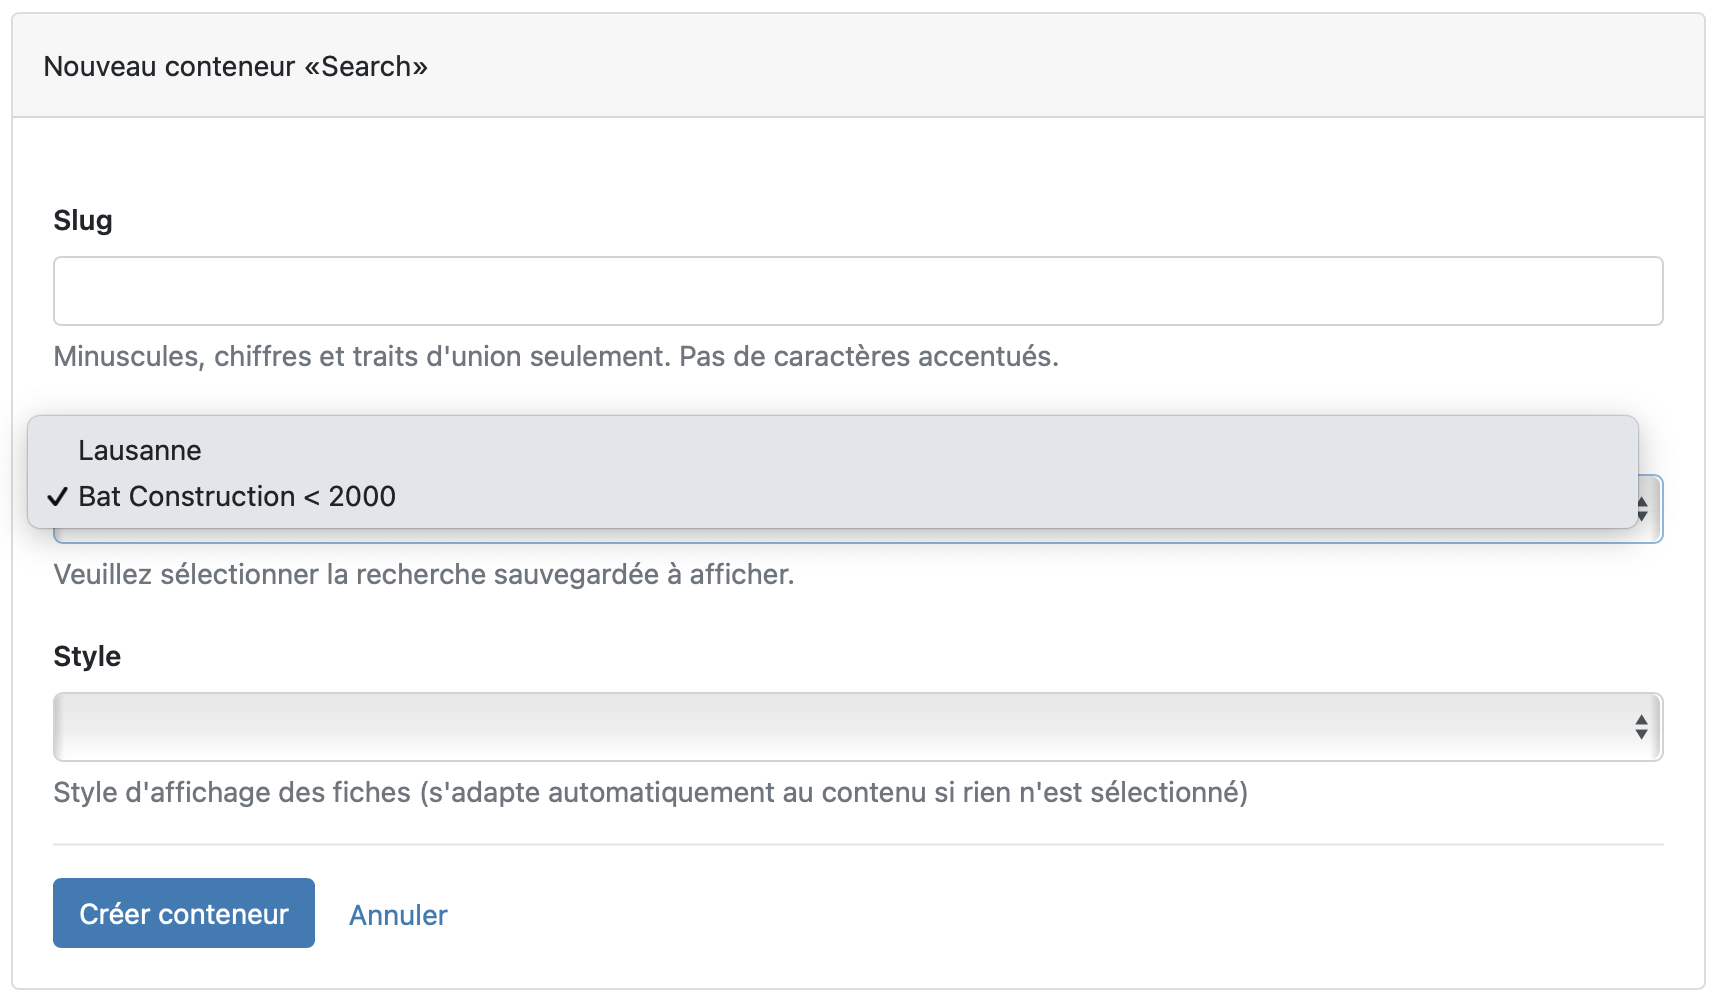 Nouveau conteneur «Search»
Slug
Minuscules, chiffres et traits d'union seulement. Pas de caractères accentués.
Lausanne
✓ Bat Construction < 2000
Veuillez sélectionner la recherche sauvegardée à afficher.
Style
Style d'affichage des fiches (s'adapte automatiquement au contenu si rien n'est sélectionné)
Créer conteneur Annuler